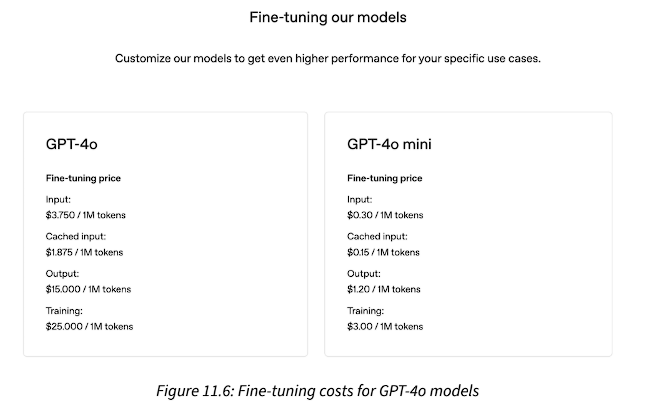 Fine-tuning our models
Customize our models to get even higher performance for your specific use cases.
GPT-4o
Fine-tuning price
Input:
$3.750 / 1M tokens
Cached input:
$1.875 / 1M tokens
Output:
$15.000 / 1M tokens
Training:
$25.000 / 1M tokens
GPT-4o mini
Fine-tuning price
Input:
$0.30 / 1M tokens
Cached input:
$0.15 / 1M tokens
Output:
$1.20 / 1M tokens
Training:
$3.00 / 1M tokens
Figure 11.6: Fine-tuning costs for GPT-4o models